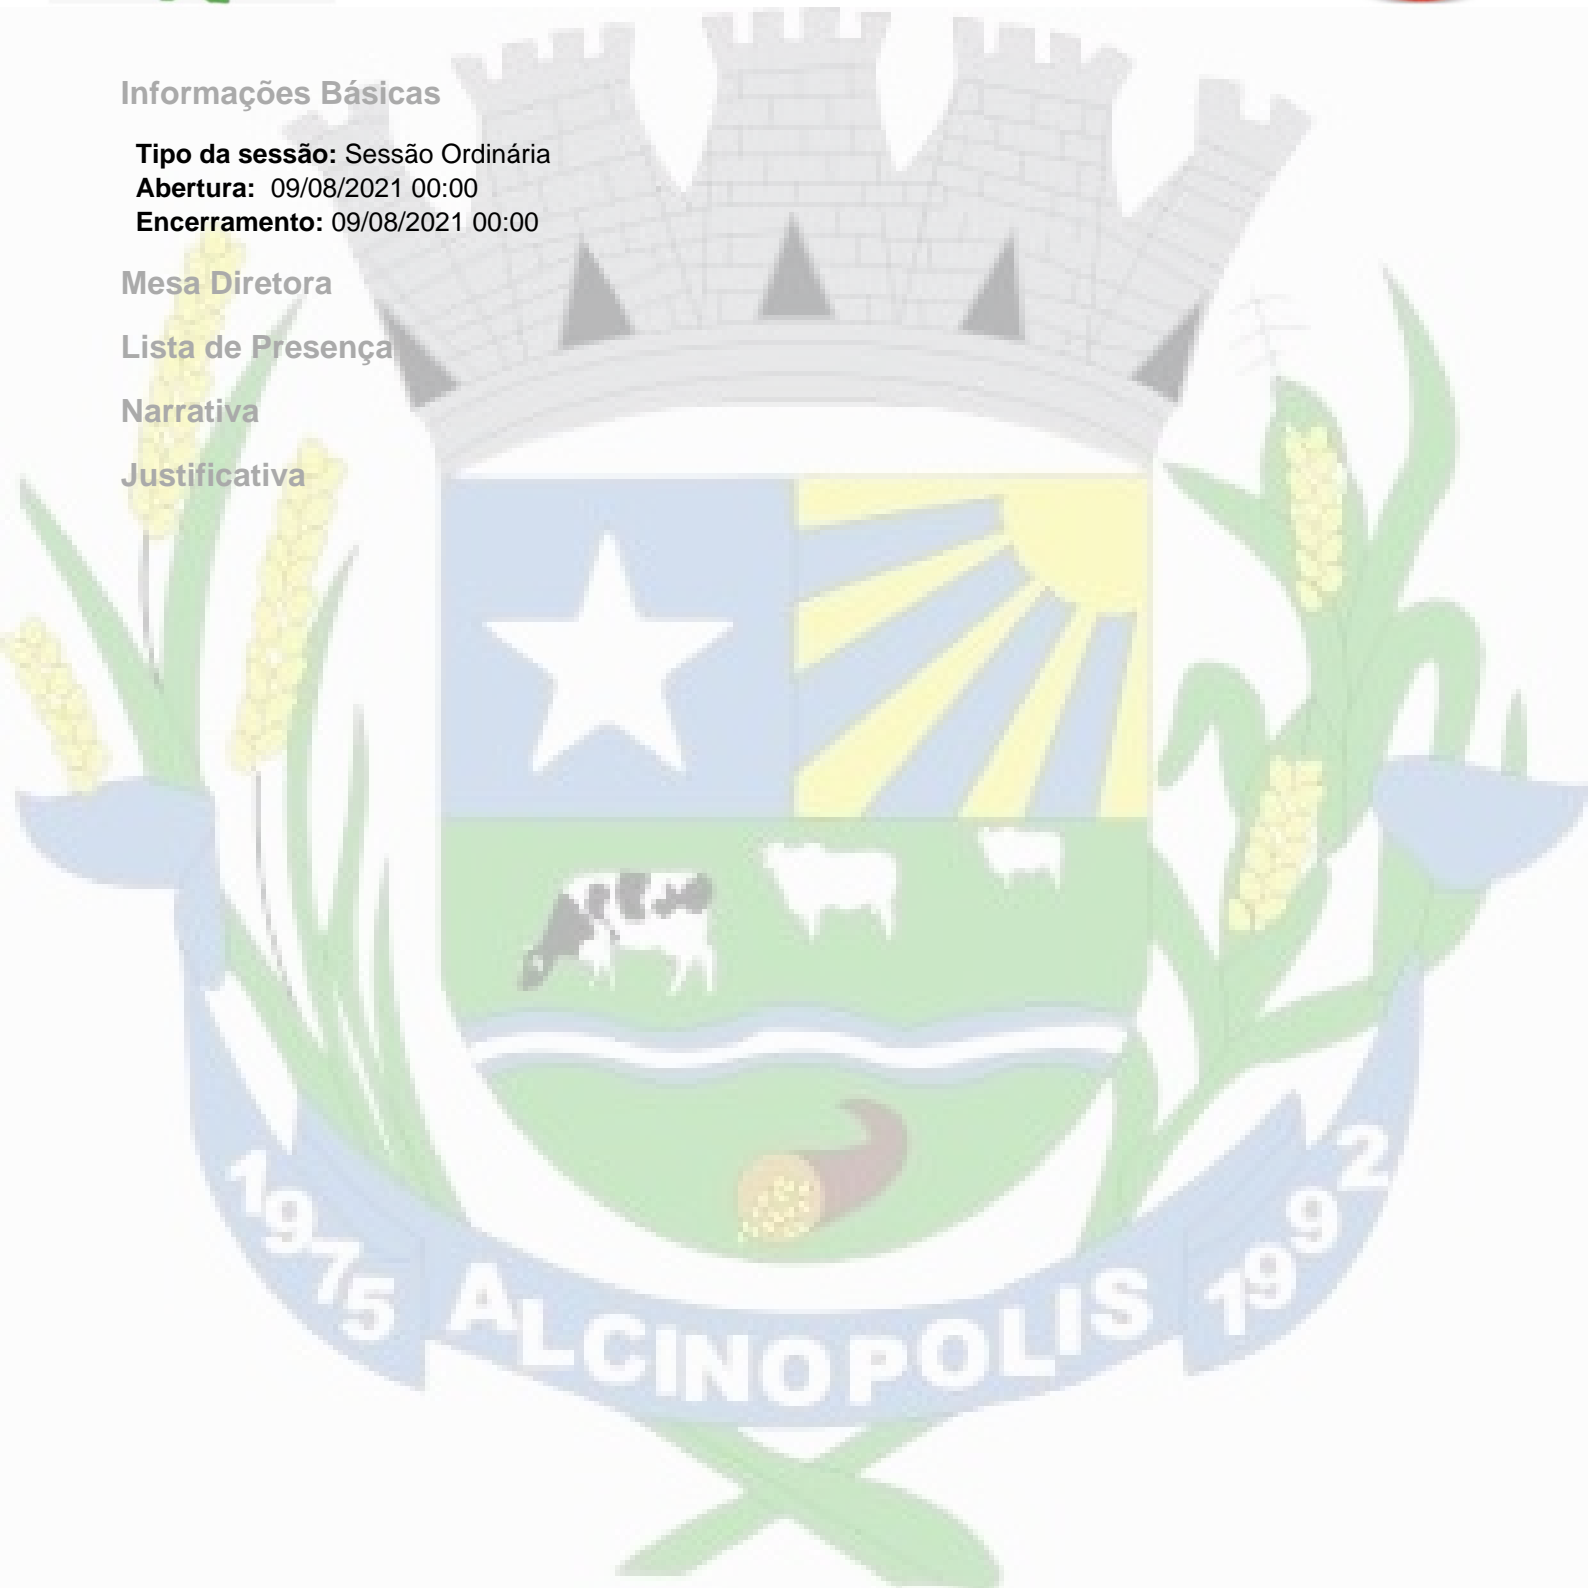 Informações Básicas
Tipo da sessão: Sessão Ordinária
Abertura: 09/08/2021 00:00
Encerramento: 09/08/2021 00:00
Mesa Diretora
Lista de Presença
Narrativa
Justificativa
1975 ALCINOPOLIS 1992